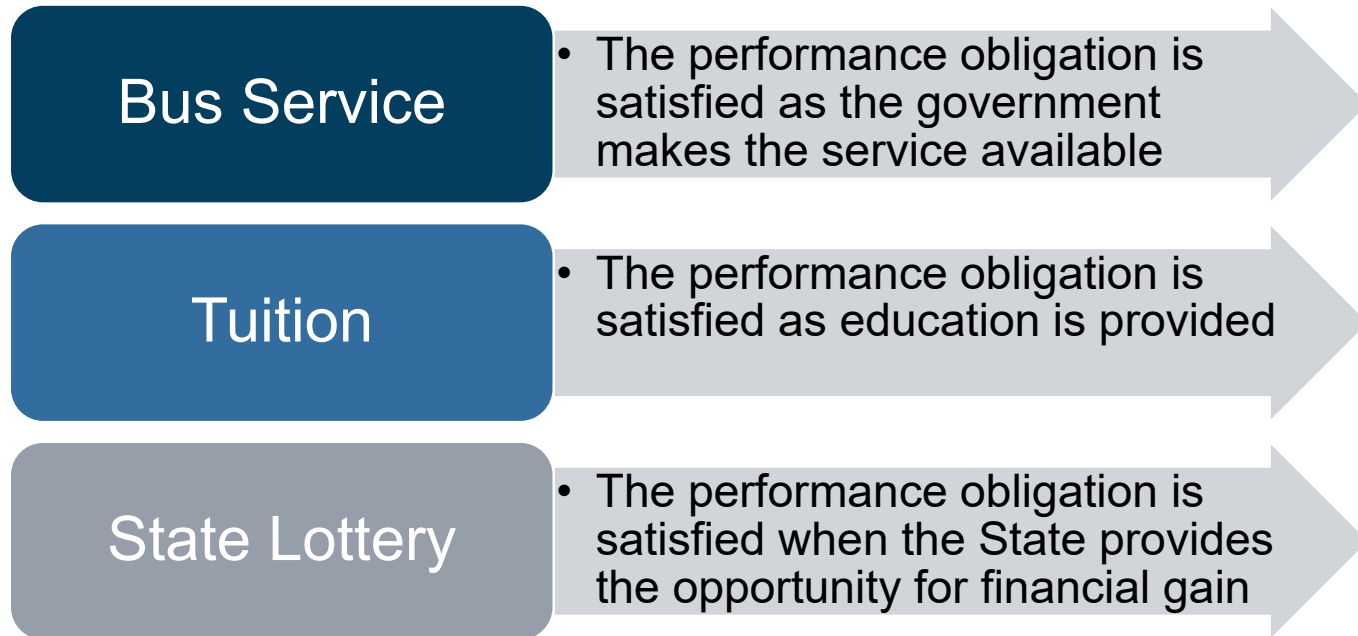 Bus Service
• The performance obligation is
satisfied as the government
makes the service available
Tuition
• The performance obligation is
satisfied as education is provided
State Lottery
• The performance obligation is
satisfied when the State provides
the opportunity for financial gain